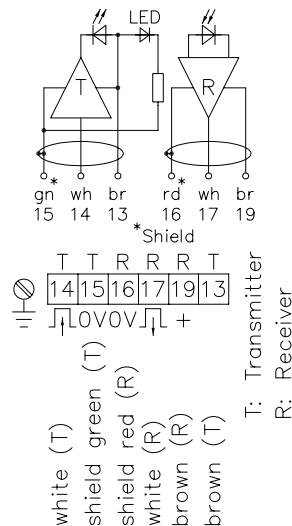 LED
T R
gn* wh br rd* wh br
15 14 13 16 17 19
*Shield
T T R R R T
14 15 16 17 19 13
0V 0V +
white (T)
shield green (T)
shield red (R)
white (R)
brown (R)
brown (T)
T: Transmitter
R: Receiver